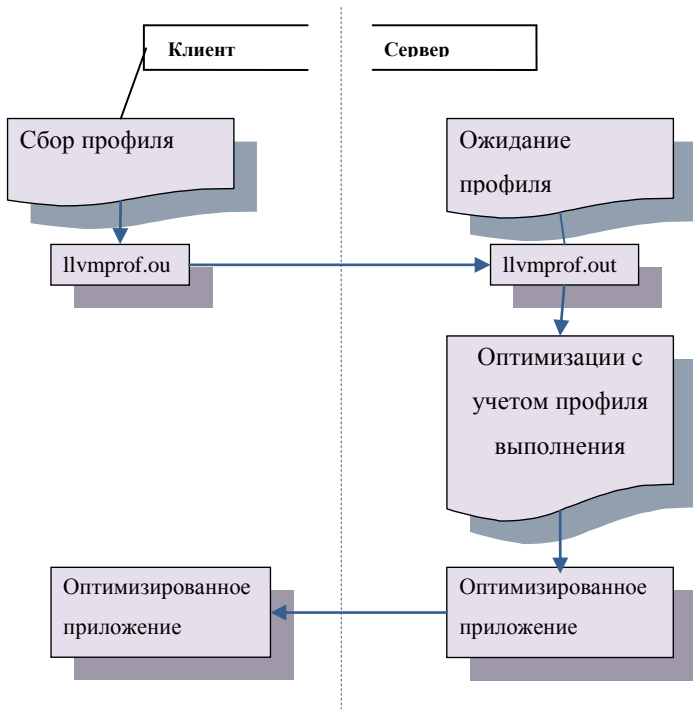 Клиент
Сервер
Сбор профиля
Ожидание
профиля
llvmprof.ou
llvmprof.out
Оптимизации с
учетом профиля
выполнения
Оптимизированное
приложение
Оптимизированное
приложение